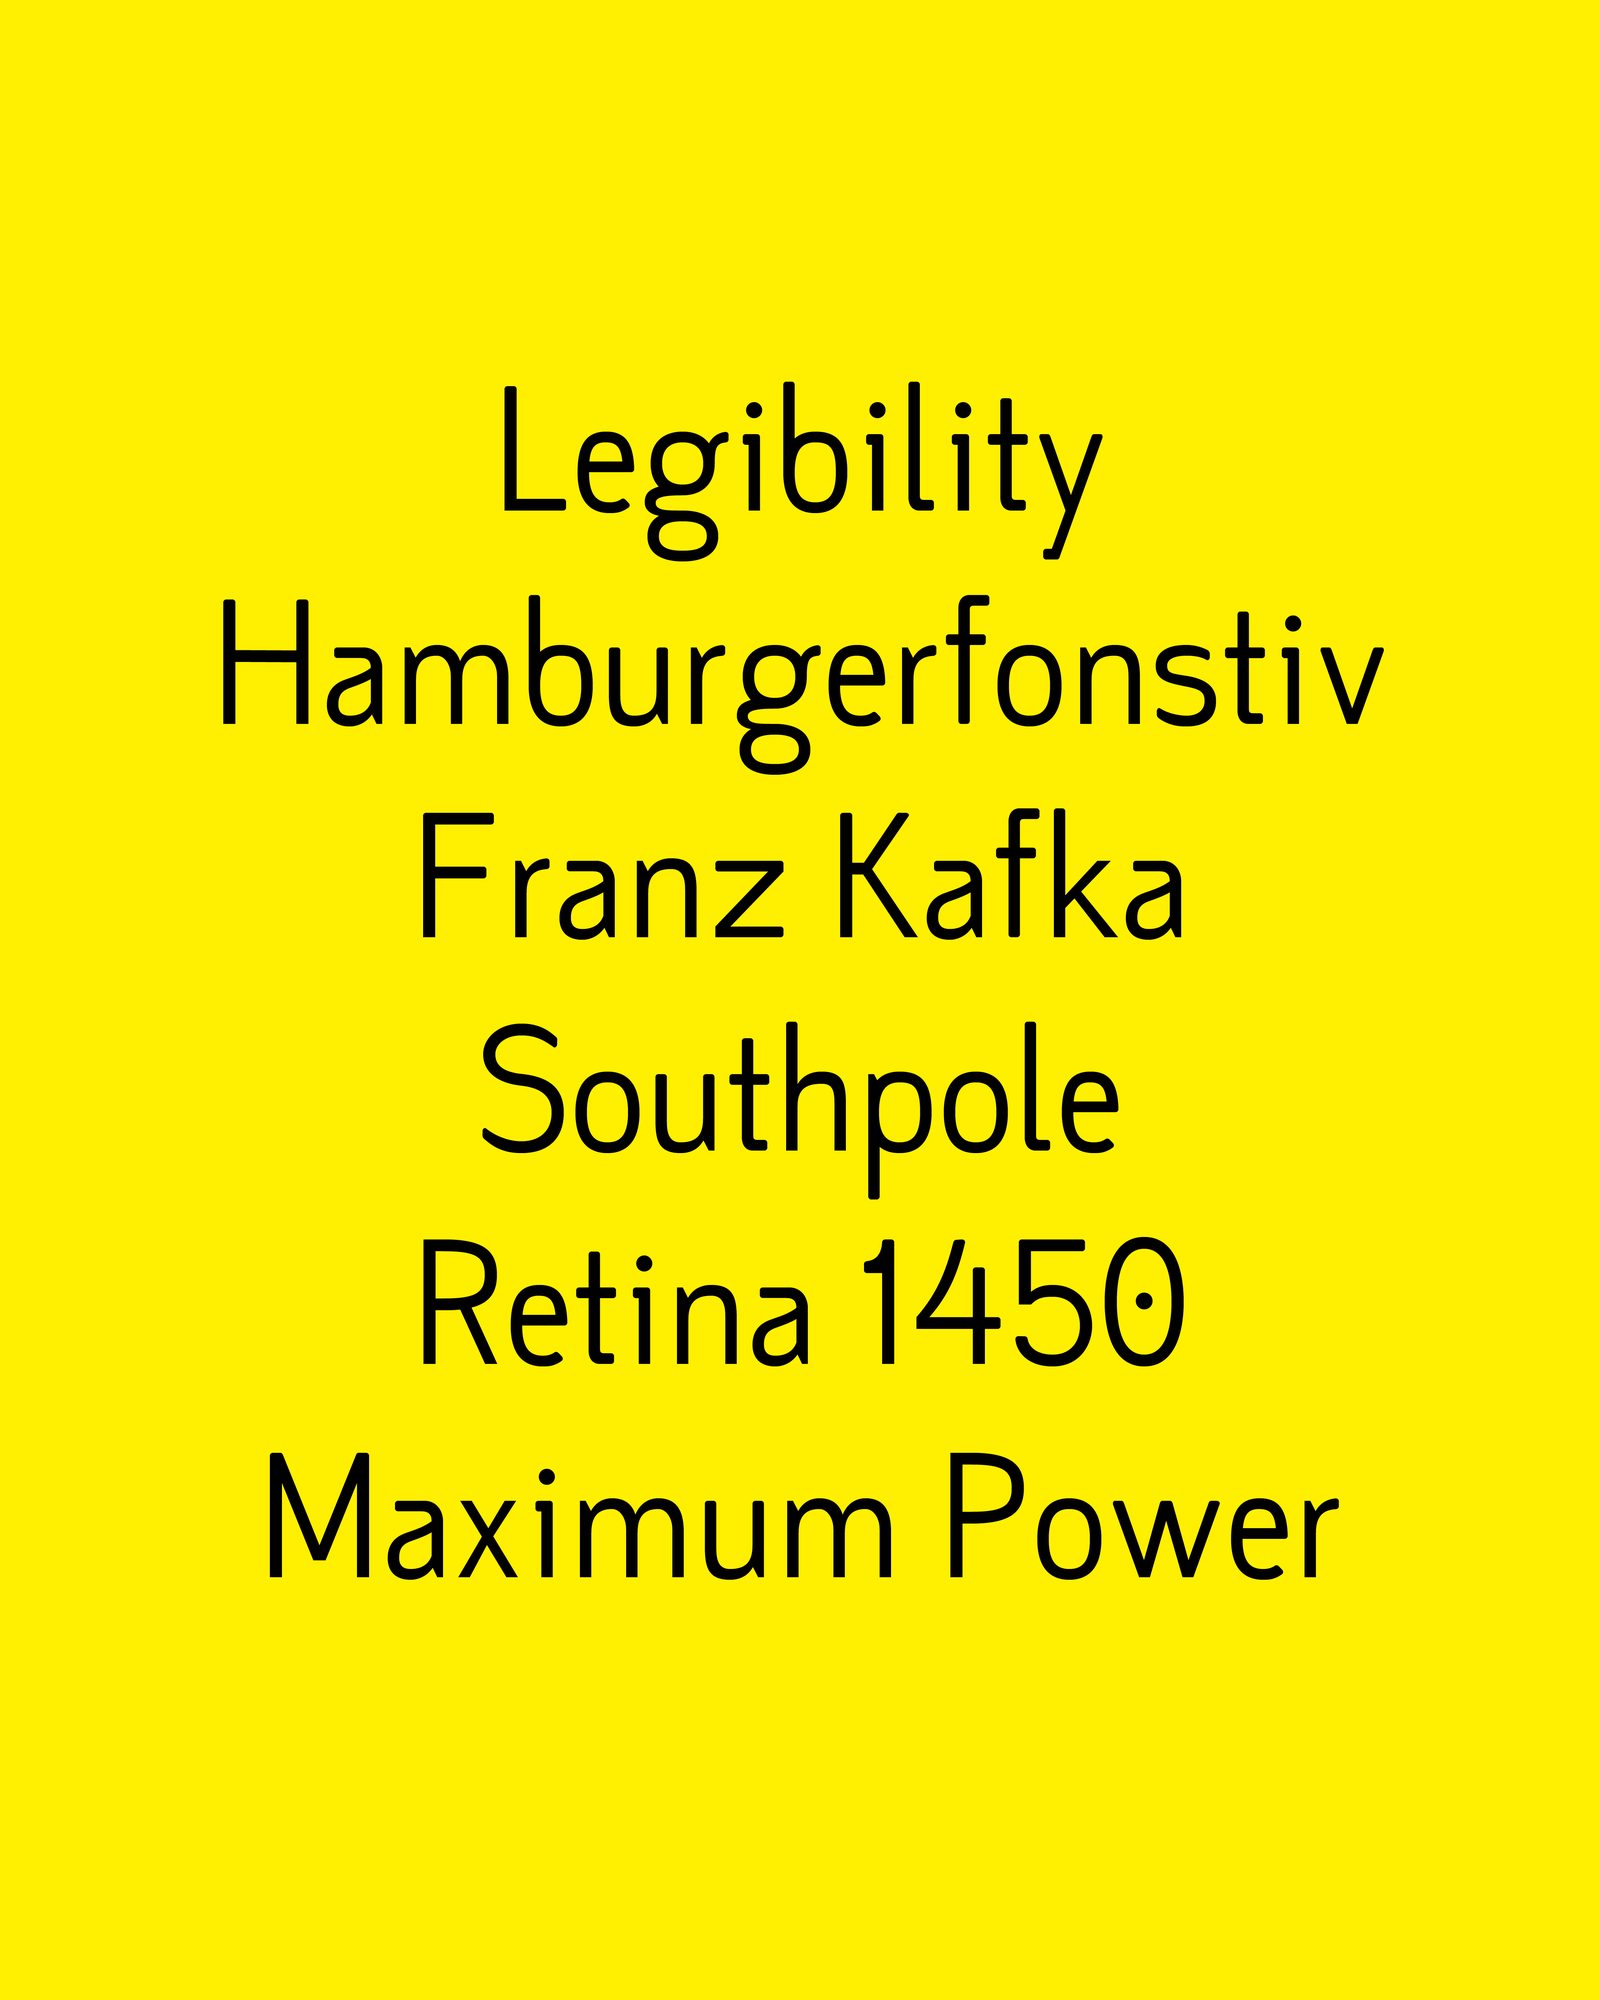 Legibility
Hamburgerfonstiv
Franz Kafka
Southpole
Retina 1450
Maximum Power